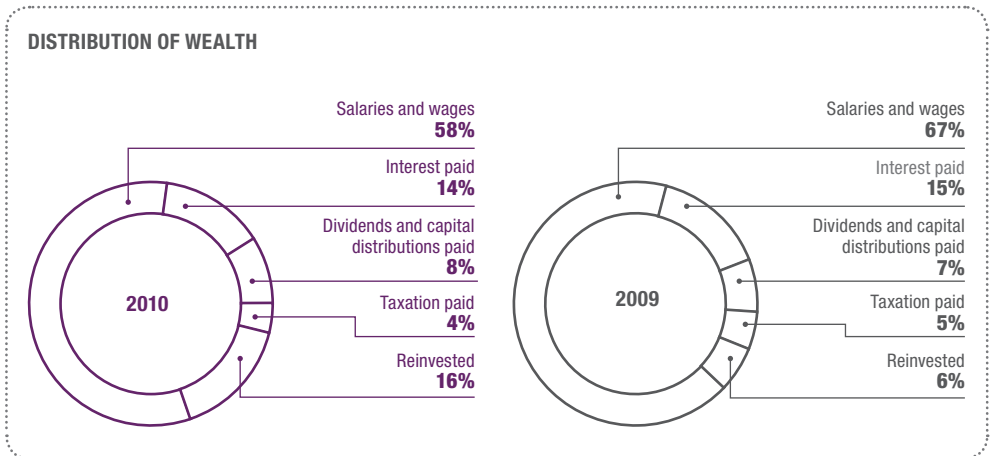 DISTRIBUTION OF WEALTH
Salaries and wages
58%
Interest paid
14%
Dividends and capital
distributions paid
8%
Taxation paid
4%
Reinvested
16%
2010
Salaries and wages
67%
Interest paid
15%
Dividends and capital
distributions paid
7%
Taxation paid
5%
Reinvested
6%
2009